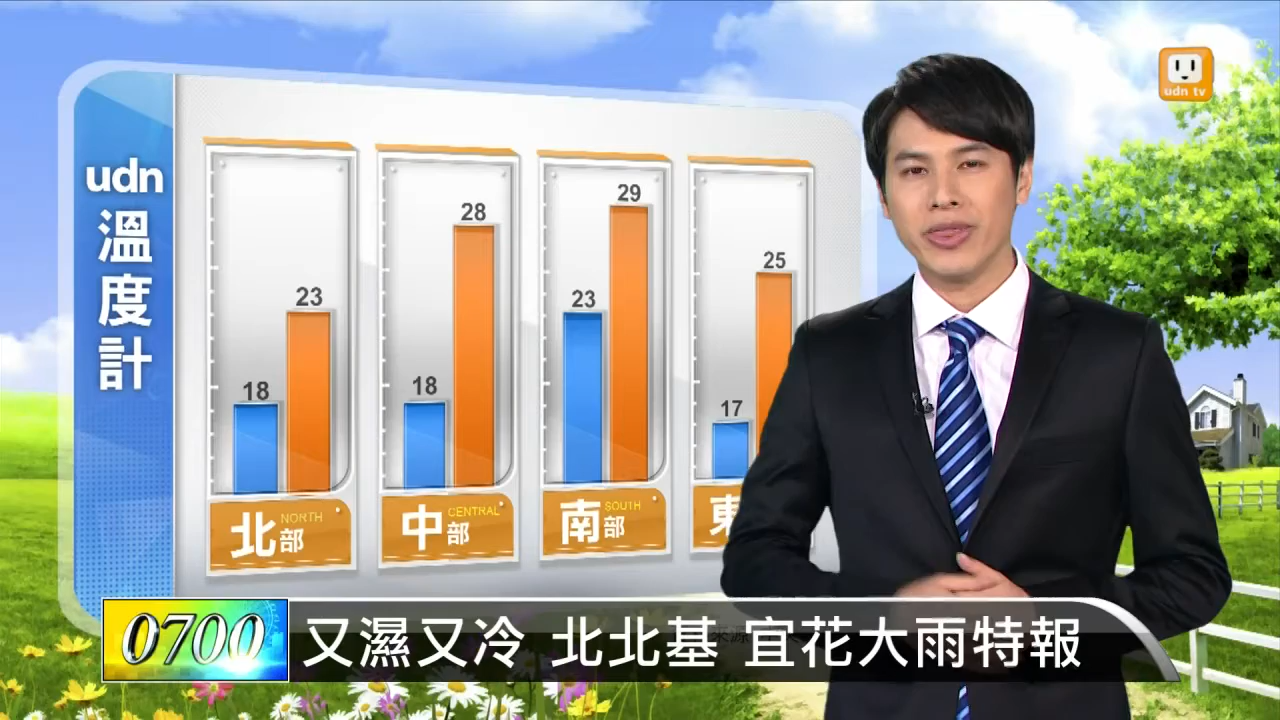 udn tv
udn
溫度計
18
23
北部
NORTH
18
28
中部
CENTRAL
23
29
南部
SOUTH
17
25
東
0700
又濕又冷 北北基 宜花大雨特報